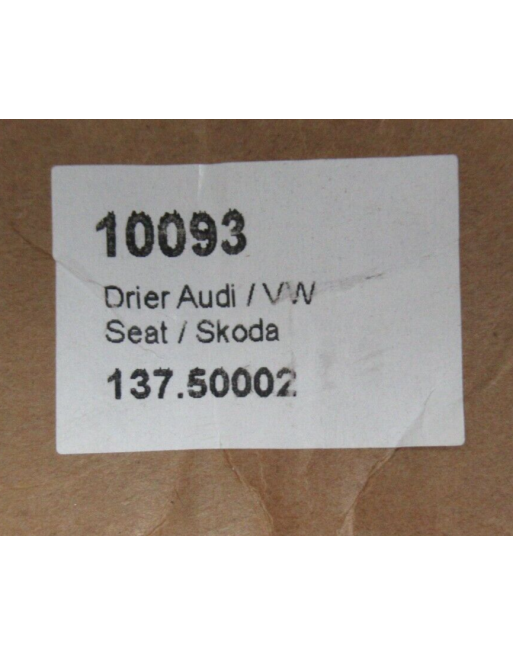 10093
Drier Audi / VW
Seat / Skoda
137.50002